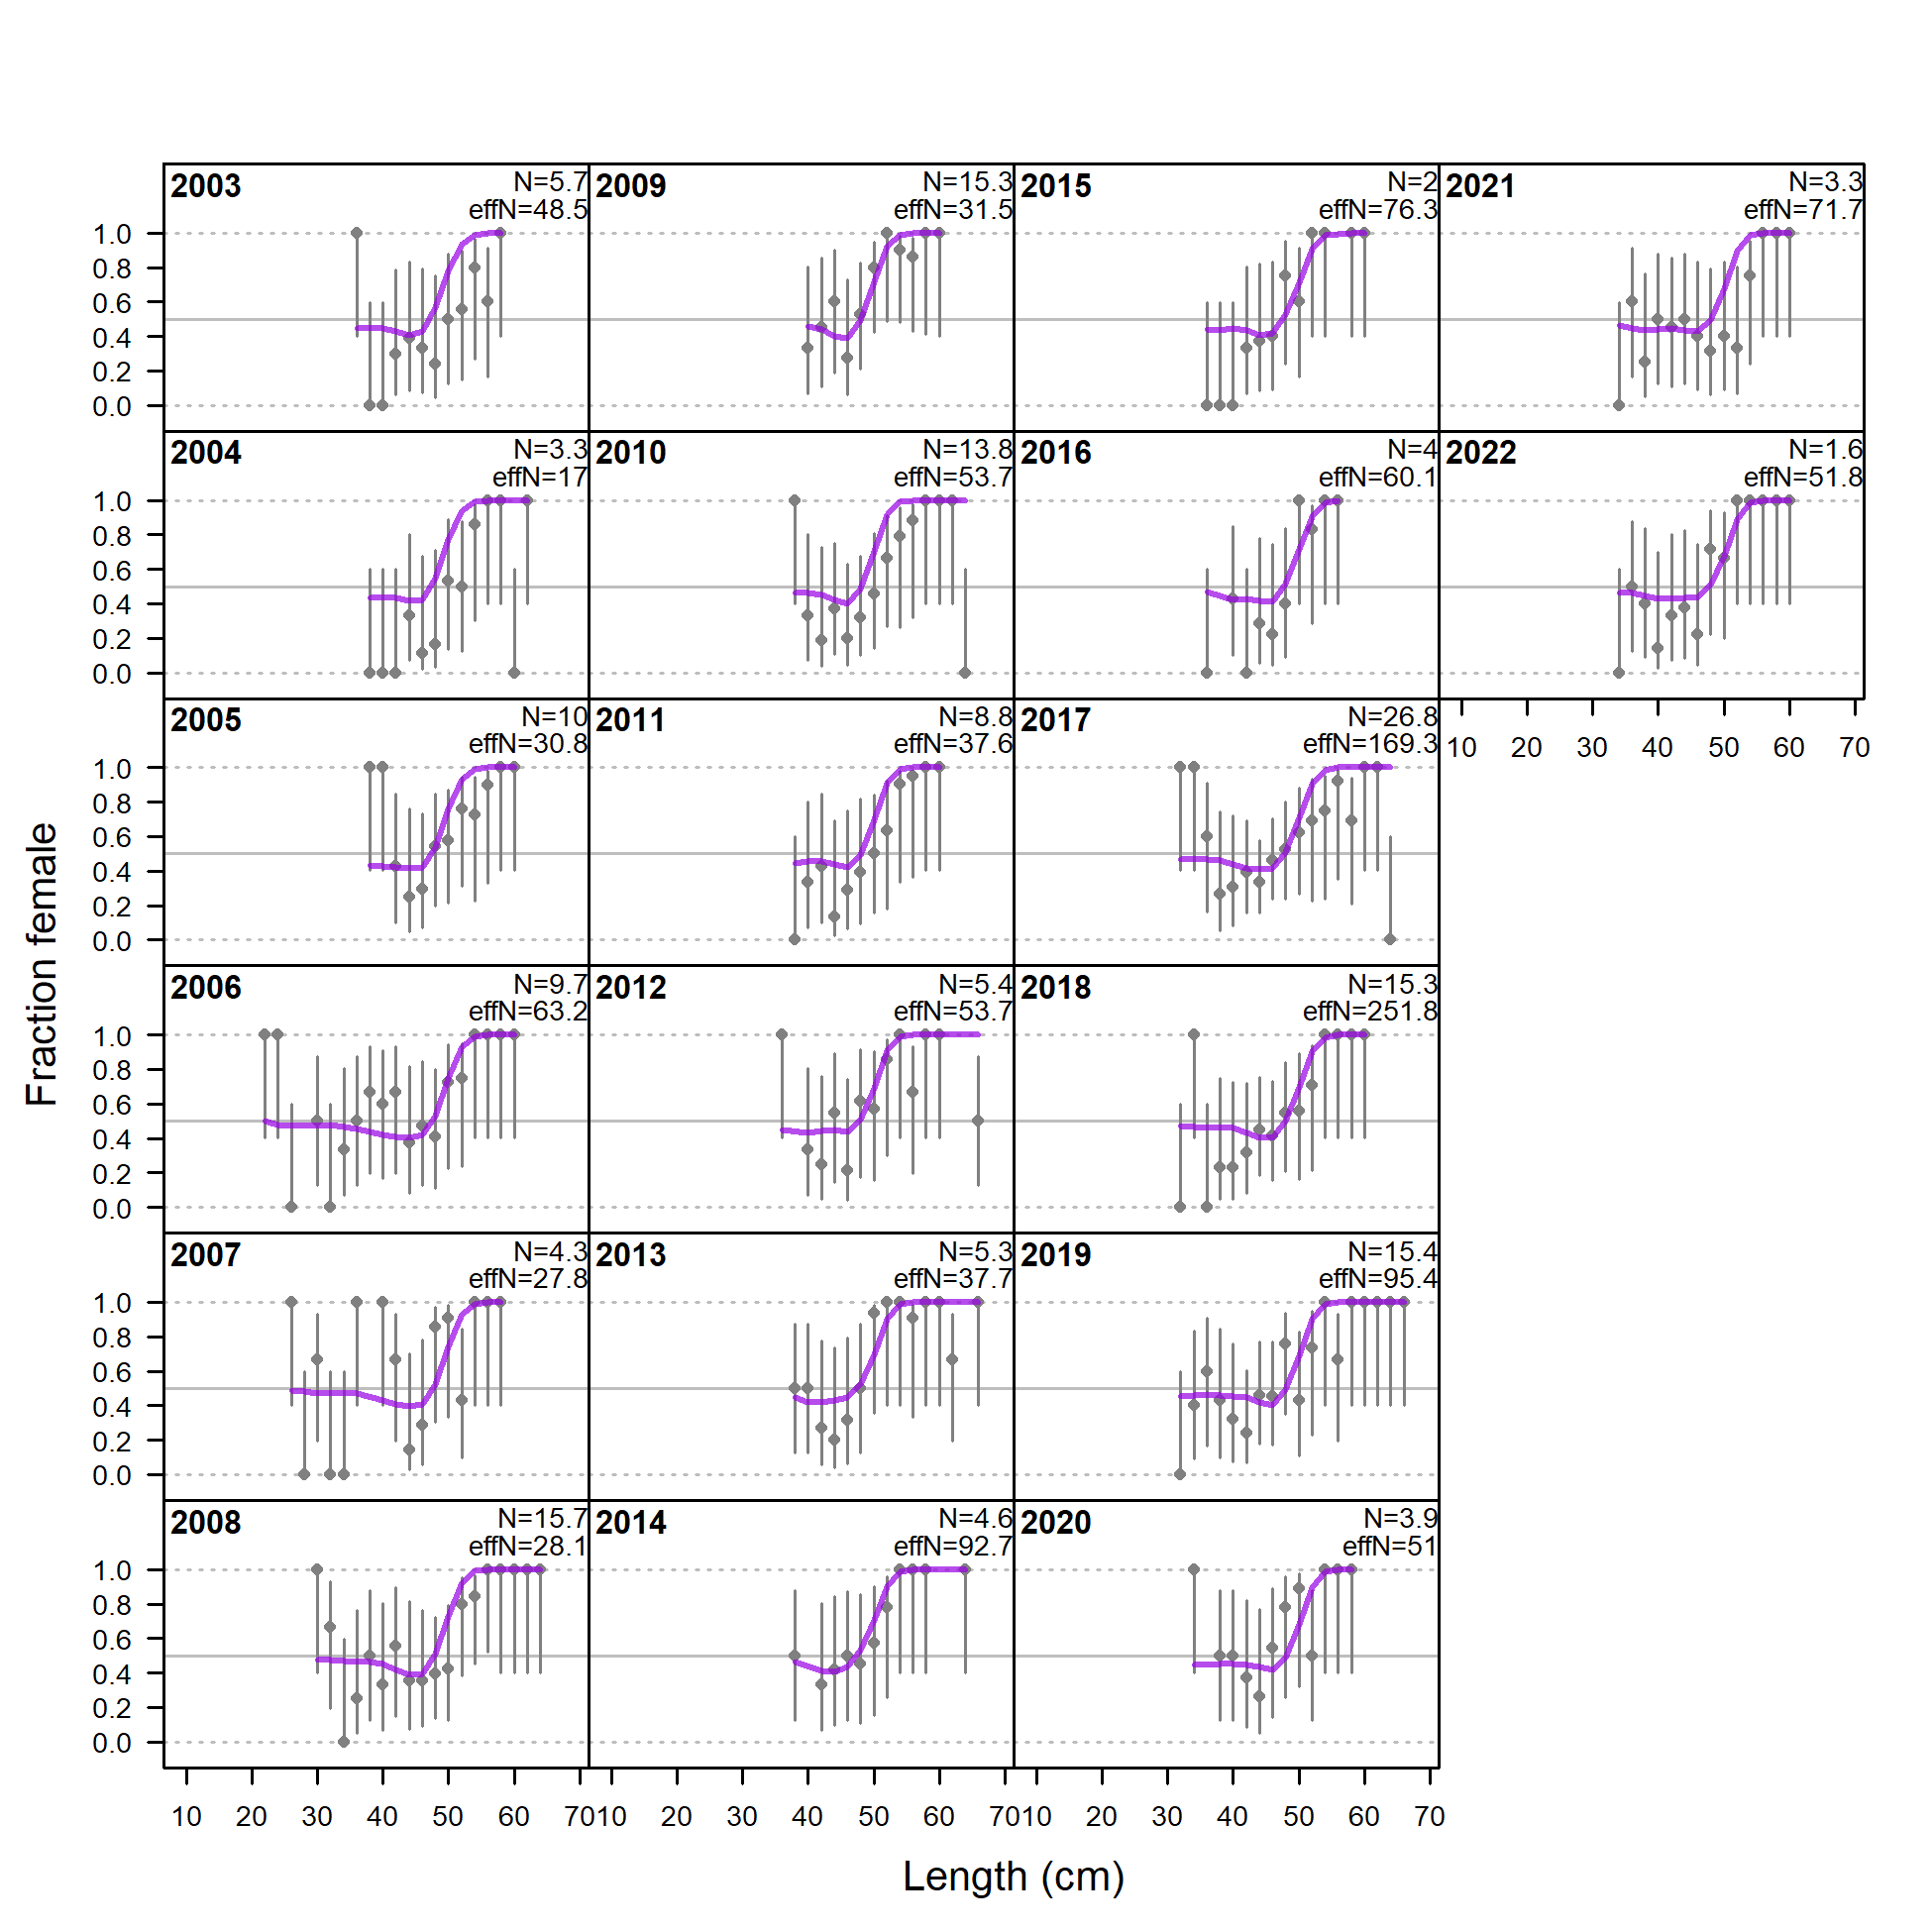 2003 N=5.7 2009 N=15.3 2015 N=2 2021 N=3.3
effN=48.5 effN=31.5 effN=76.3 effN=71.7
1.0
0.8
0.6
0.4
0.2
0.0
2004 N=3.3 2010 N=13.8 2016 N=4 2022 N=1.6
effN=17 effN=53.7 effN=60.1 effN=51.8
1.0
0.8
0.6
0.4
0.2
0.0
2005 N=10 2011 N=8.8 2017 N=26.8
effN=30.8 effN=37.6 effN=169.3 10 20 30 40 50 60 70
1.0
0.8
0.6
0.4
0.2
0.0
2006 N=9.7 2012 N=5.4 2018 N=15.3
effN=63.2 effN=53.7 effN=251.8
1.0
0.8
0.6
0.4
0.2
0.0
2007 N=4.3 2013 N=5.3 2019 N=15.4
effN=27.8 effN=37.7 effN=95.4
1.0
0.8
0.6
0.4
0.2
0.0
2008 N=15.7 2014 N=4.6 2020 N=3.9
effN=28.1 effN=92.7 effN=51
1.0
0.8
0.6
0.4
0.2
0.0
10 20 30 40 50 60 70 10 20 30 40 50 60 70 10 20 30 40 50 60 70
Length (cm)
Fraction female